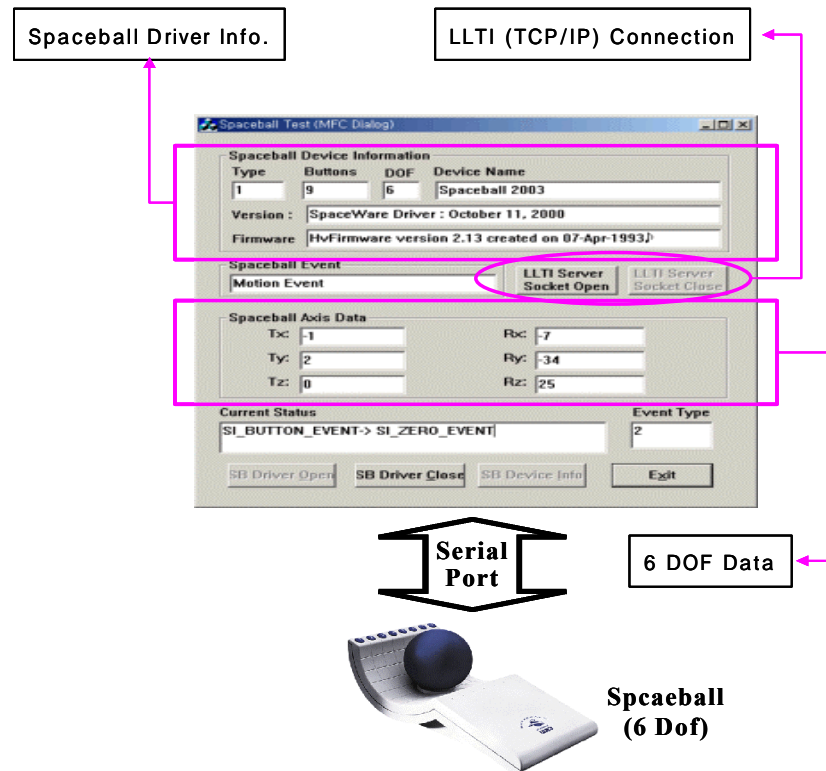 Spaceball Driver Info.
LLTI (TCP/IP) Connection
Spaceball Test (MFC Dialog)
Spaceball Device Information
Type Buttons DOF Device Name
1 9 6 Spaceball 2003
Version : SpaceWare Driver : October 11, 2000
Firmware HvFirmware version 2.13 created on 07-Apr-1993
Spaceball Event
Motion Event
LLTI Server
Socket Open
LLTI Server
Socket Close
Spaceball Axis Data
Tx: -1 Rx: -7
Ty: 2 Ry: -34
Tz: 0 Rz: 25
Current Status Event Type
SI_BUTTON_EVENT-> SI_ZERO_EVENT 2
SB Driver Open SB Driver Close SB Device Info Exit
Serial
Port
6 DOF Data
Spcaeball
(6 Dof)